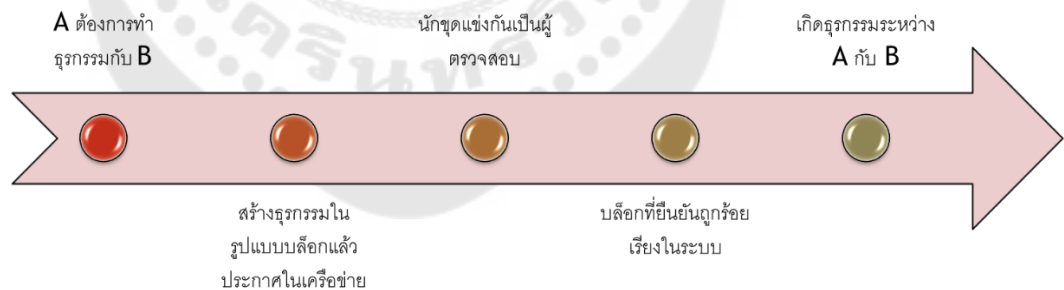 A ต้องการทำ
ธุรกรรมกับ B
สร้างธุรกรรมใน
รูปแบบบล็อกแล้ว
ประกาศในเครือข่าย
นักขุดแข่งกันเป็นผู้
ตรวจสอบ
บล็อกที่ยืนยันถูกร้อย
เรียงในระบบ
เกิดธุรกรรมระหว่าง
A กับ B